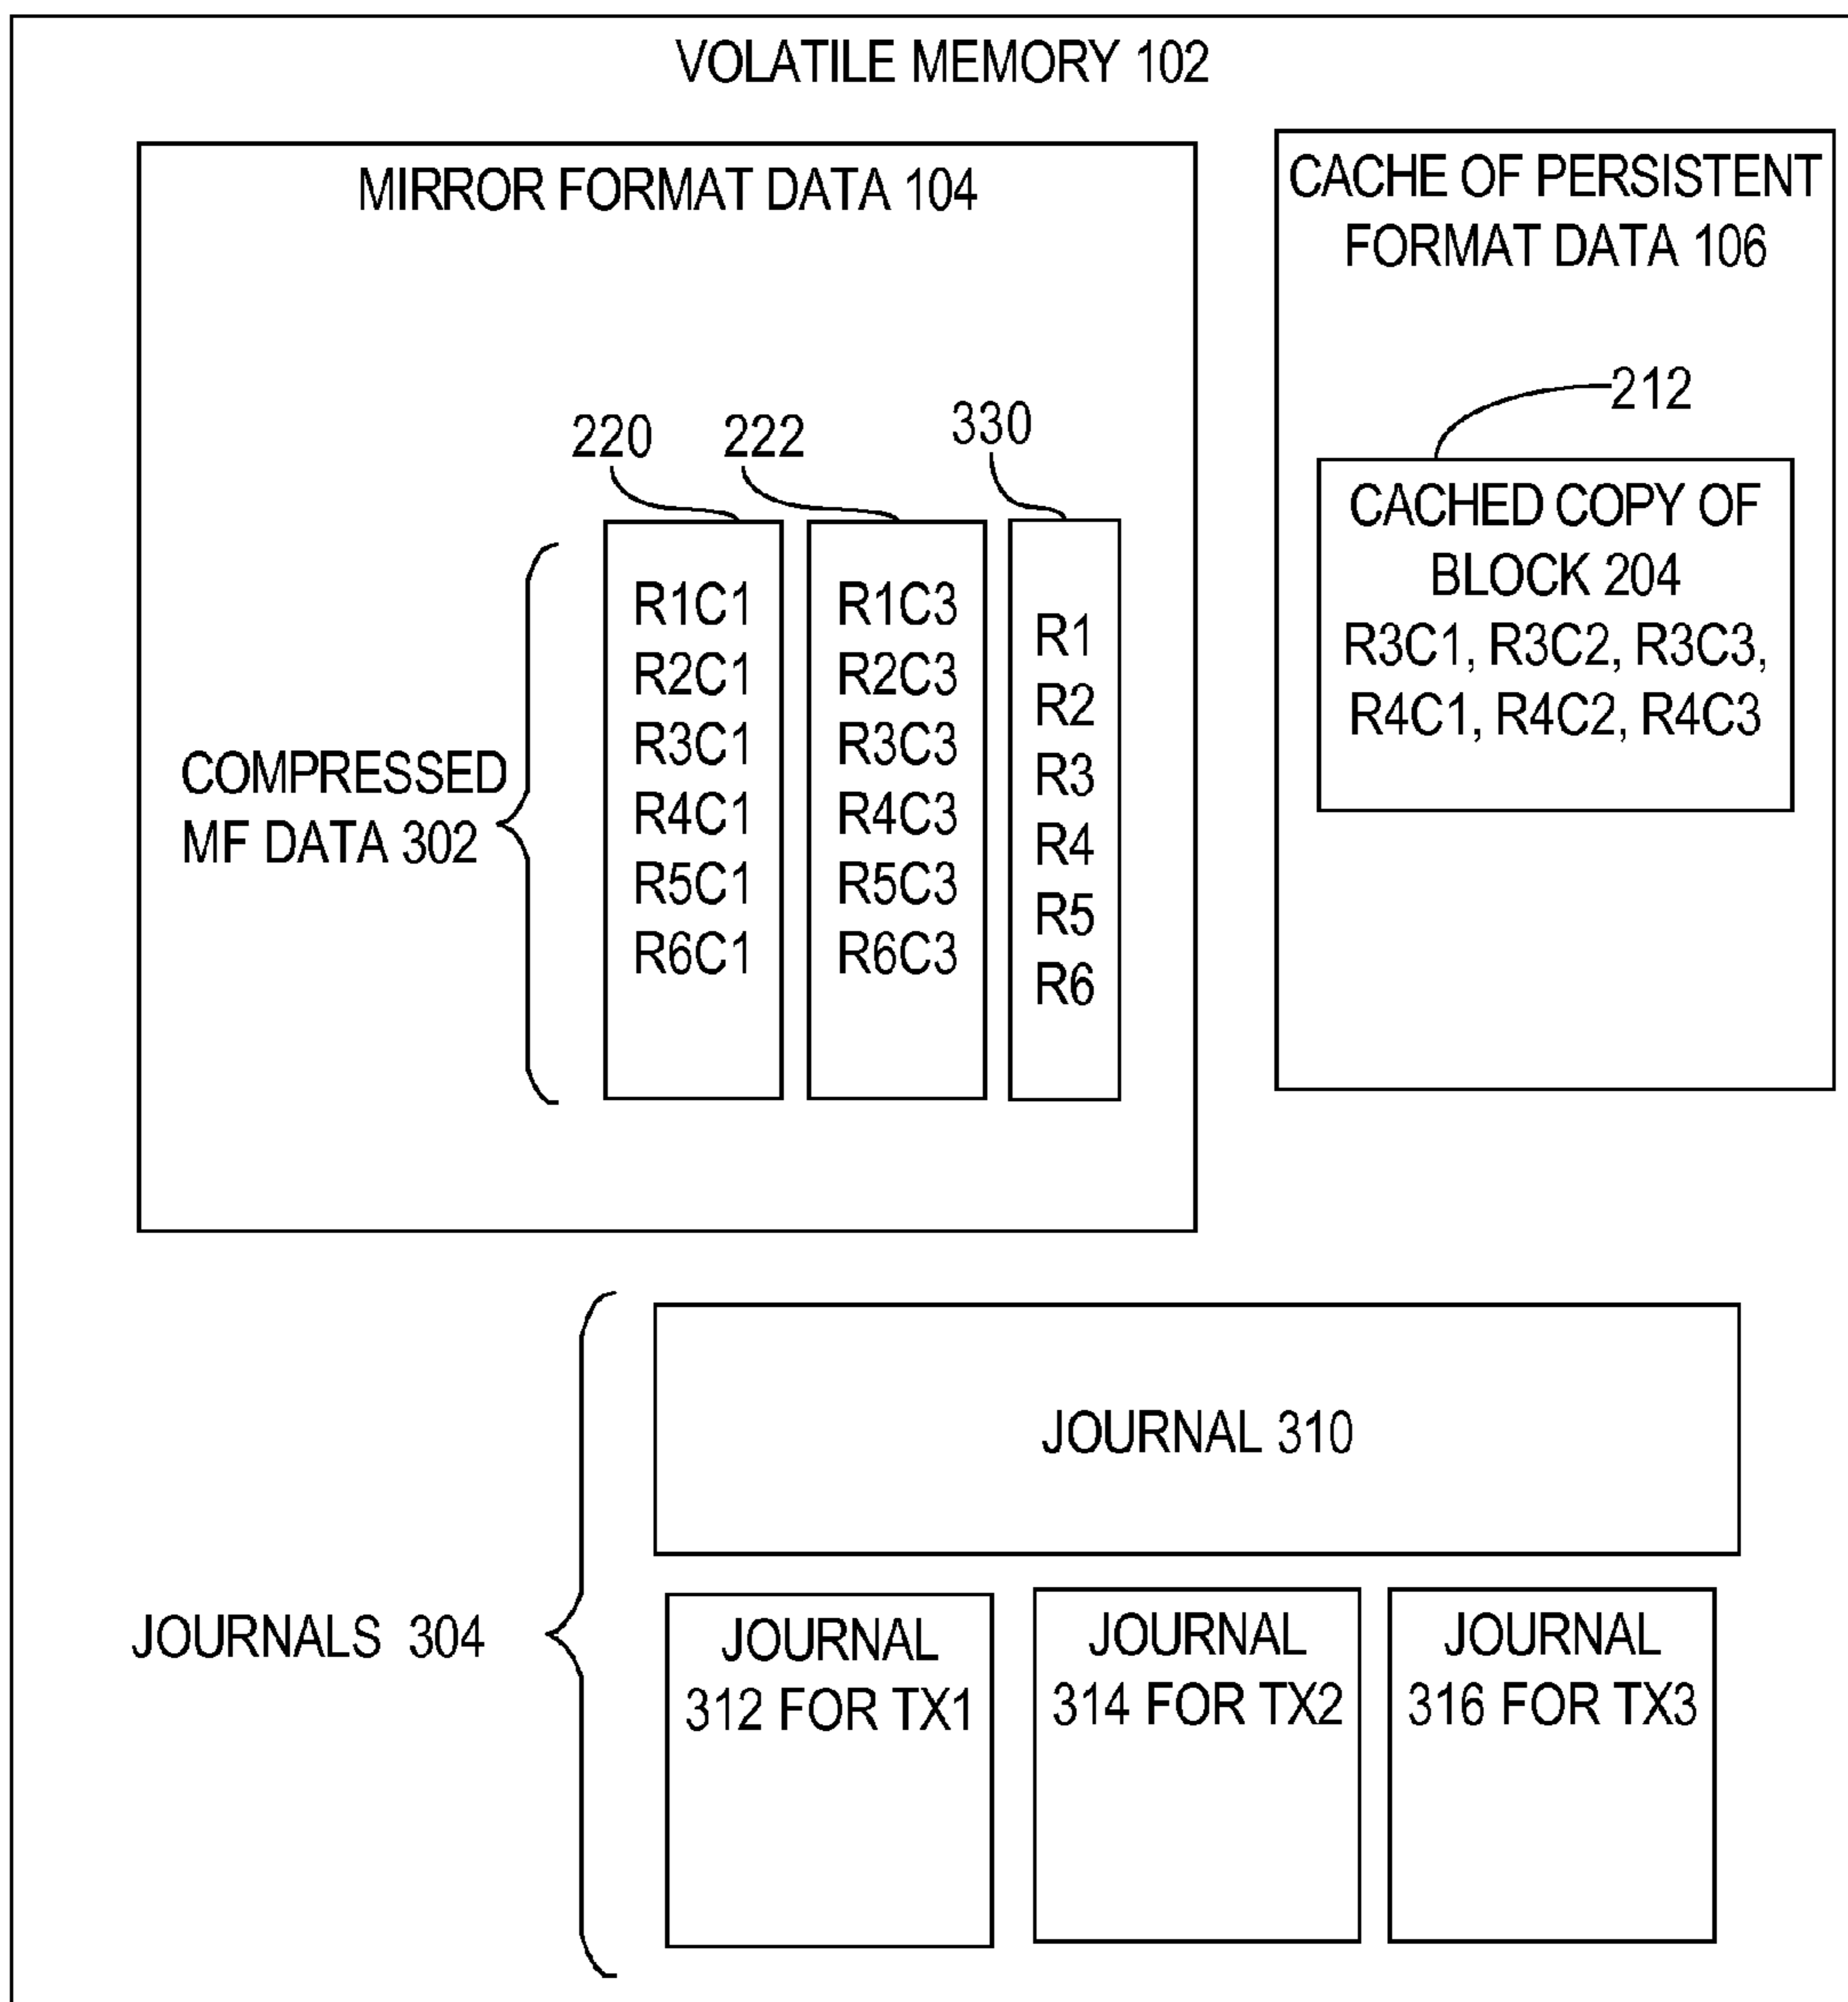 VOLATILE MEMORY 102
MIRROR FORMAT DATA 104
220
222
330
COMPRESSED
MF DATA 302
R1C1
R2C1
R3C1
R4C1
R5C1
R6C1
R1C3
R2C3
R3C3
R4C3
R5C3
R6C3
R1
R2
R3
R4
R5
R6
CACHE OF PERSISTENT
FORMAT DATA 106
212
CACHED COPY OF
BLOCK 204
R3C1, R3C2, R3C3,
R4C1, R4C2, R4C3
JOURNALS 304
JOURNAL 310
JOURNAL
312 FOR TX1
JOURNAL
314 FOR TX2
JOURNAL
316 FOR TX3